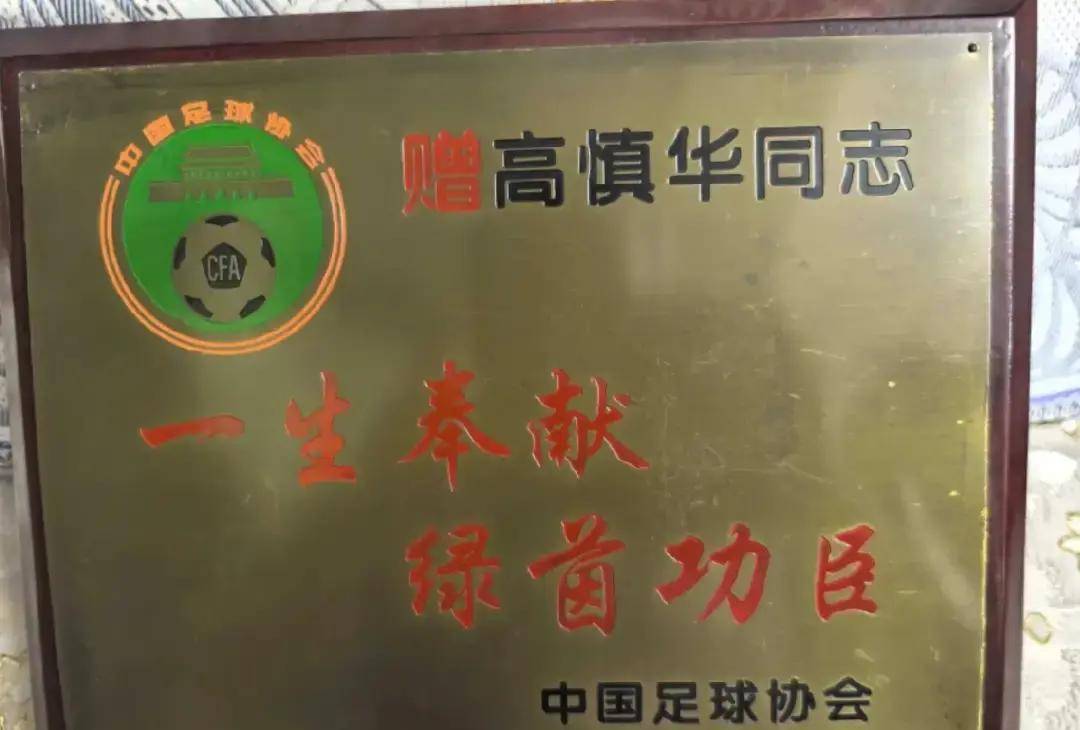 中国足球协会
CFA
赠高慎华同志
一生奉献
绿茵功臣
中国足球协会